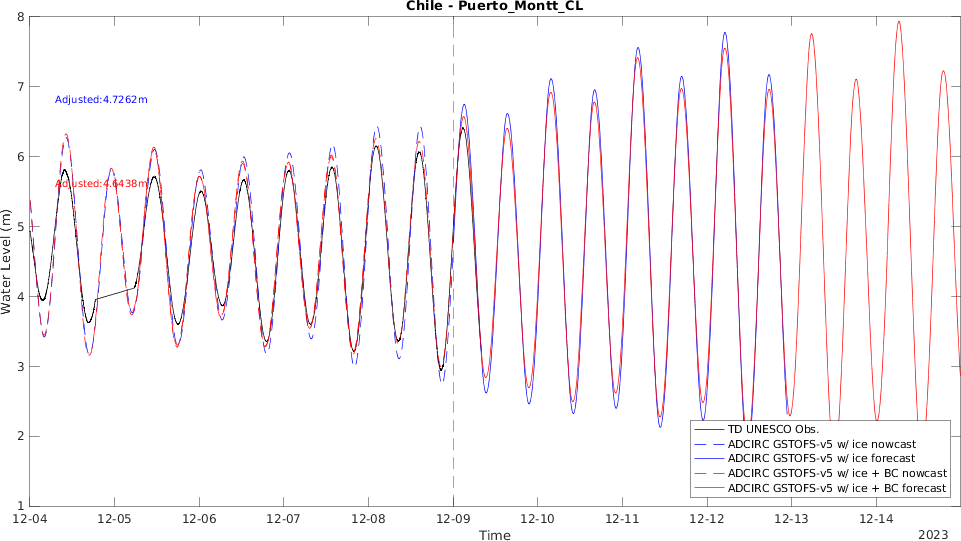 Chile - Puerto_Montt_CL
8
7
6
5
4
3
2
1
Water Level (m)
Adjusted:4.7262m
Adjusted:4.6438m
TD UNESCO Obs.
ADCIRC GSTOFS-v5 w/ ice nowcast
ADCIRC GSTOFS-v5 w/ ice forecast
ADCIRC GSTOFS-v5 w/ ice + BC nowcast
ADCIRC GSTOFS-v5 w/ ice + BC forecast
12-04 12-05 12-06 12-07 12-08 12-09 12-10 12-11 12-12 12-13 12-14
Time
2023